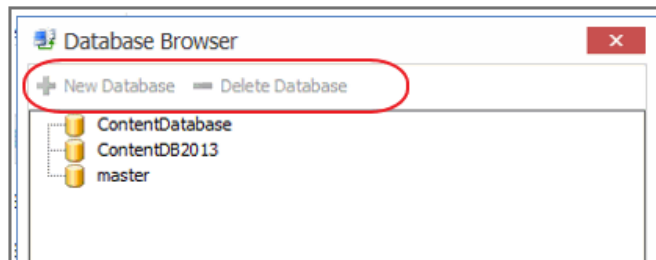 Database Browser
New Database Delete Database
ContentDatabase
ContentDB2013
master